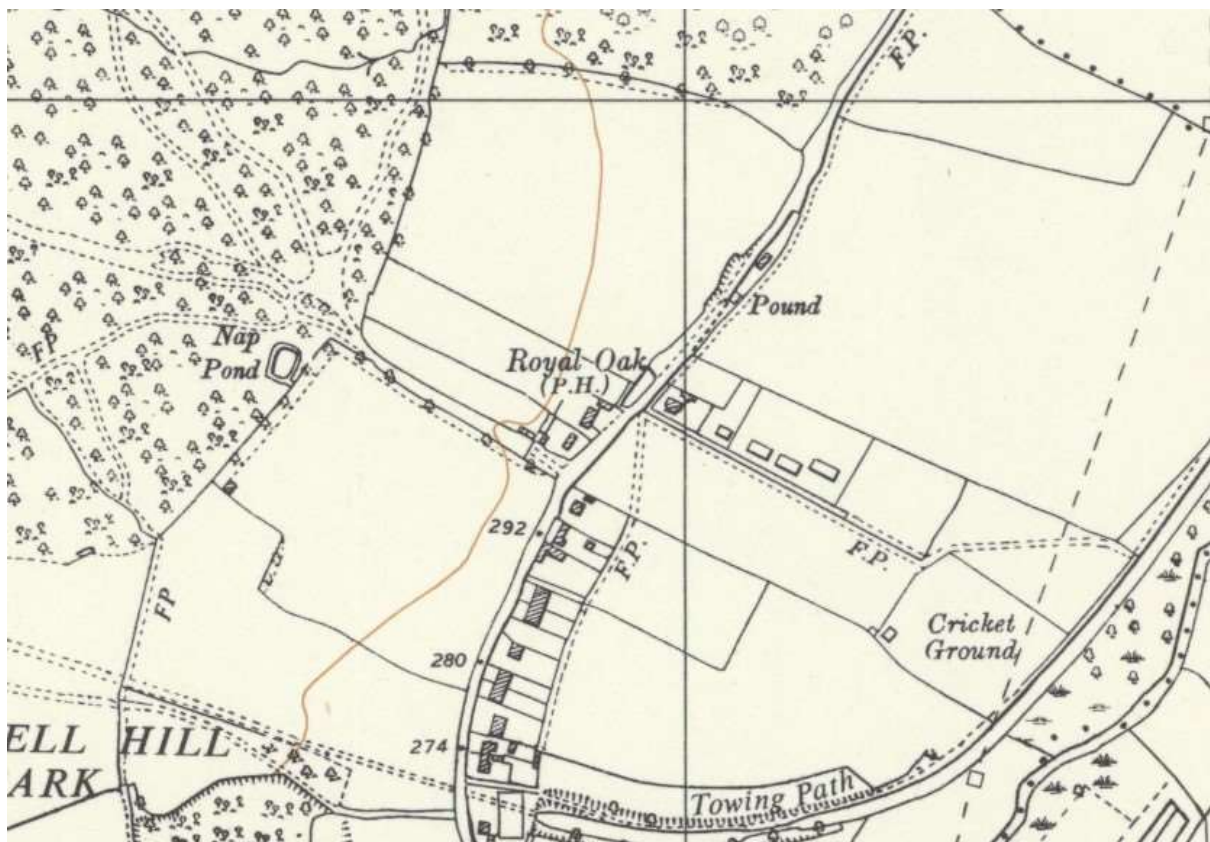 F.P.
Pound
Nap
Pond
FP
Royal Oak
(P.H.)
292
F.P.
F.P.
FP
Cricket
Ground
280
ELL HILL
ARK
274
Towing Path